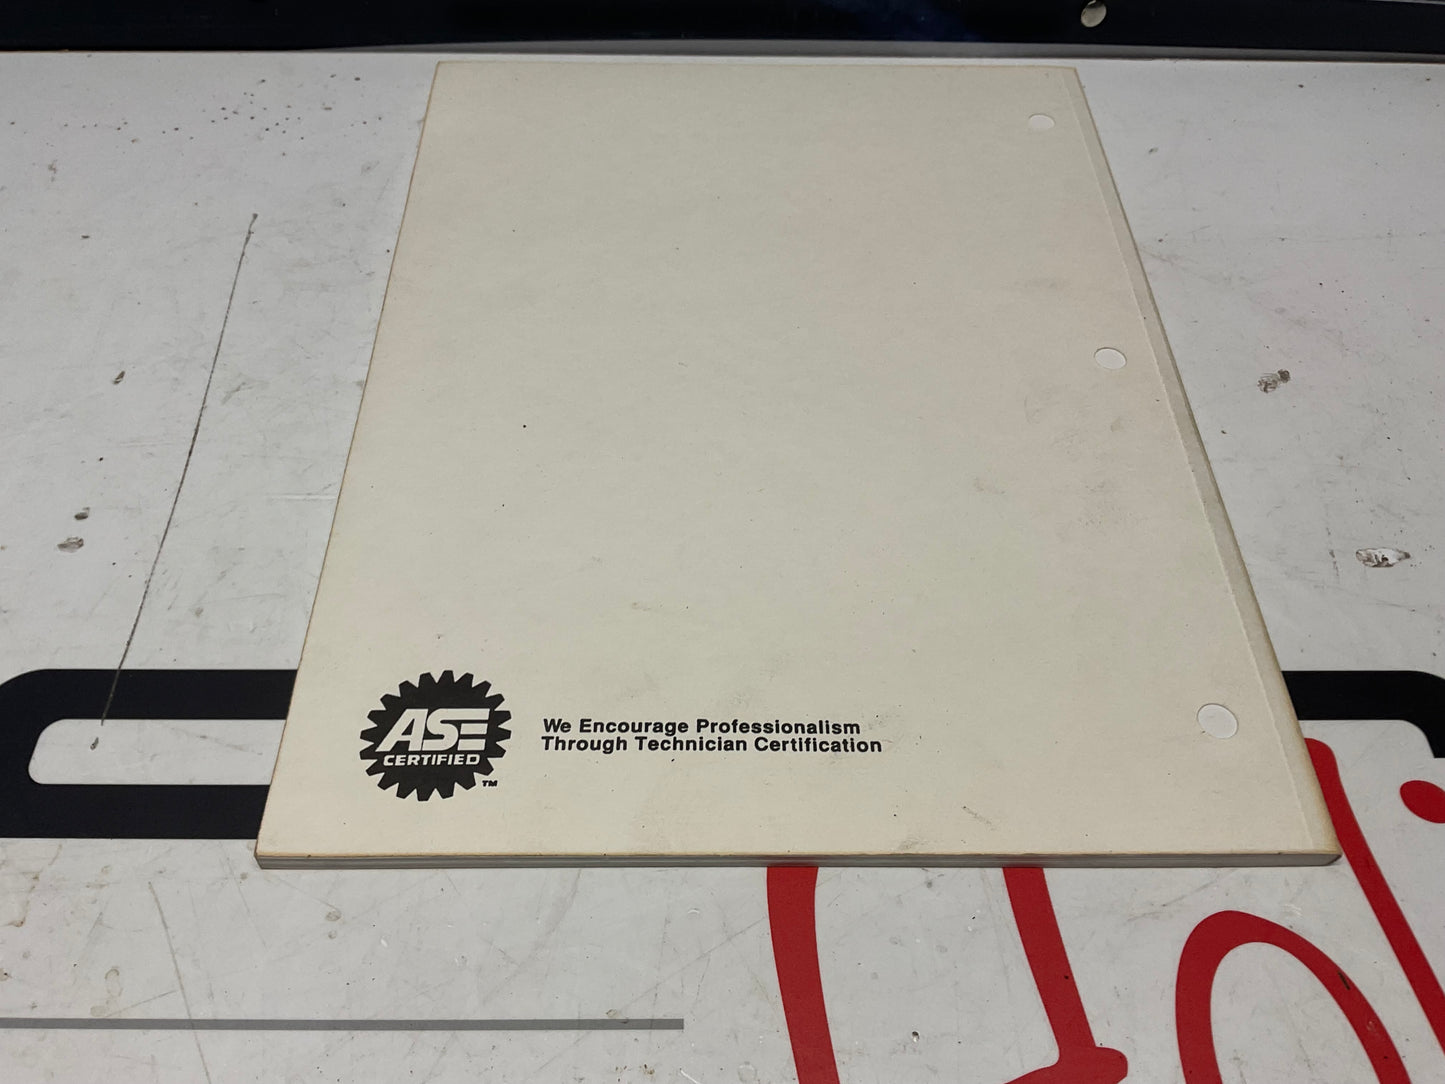 ASE
CERTIFIED
TM
We Encourage Professionalism
Through Technician Certification